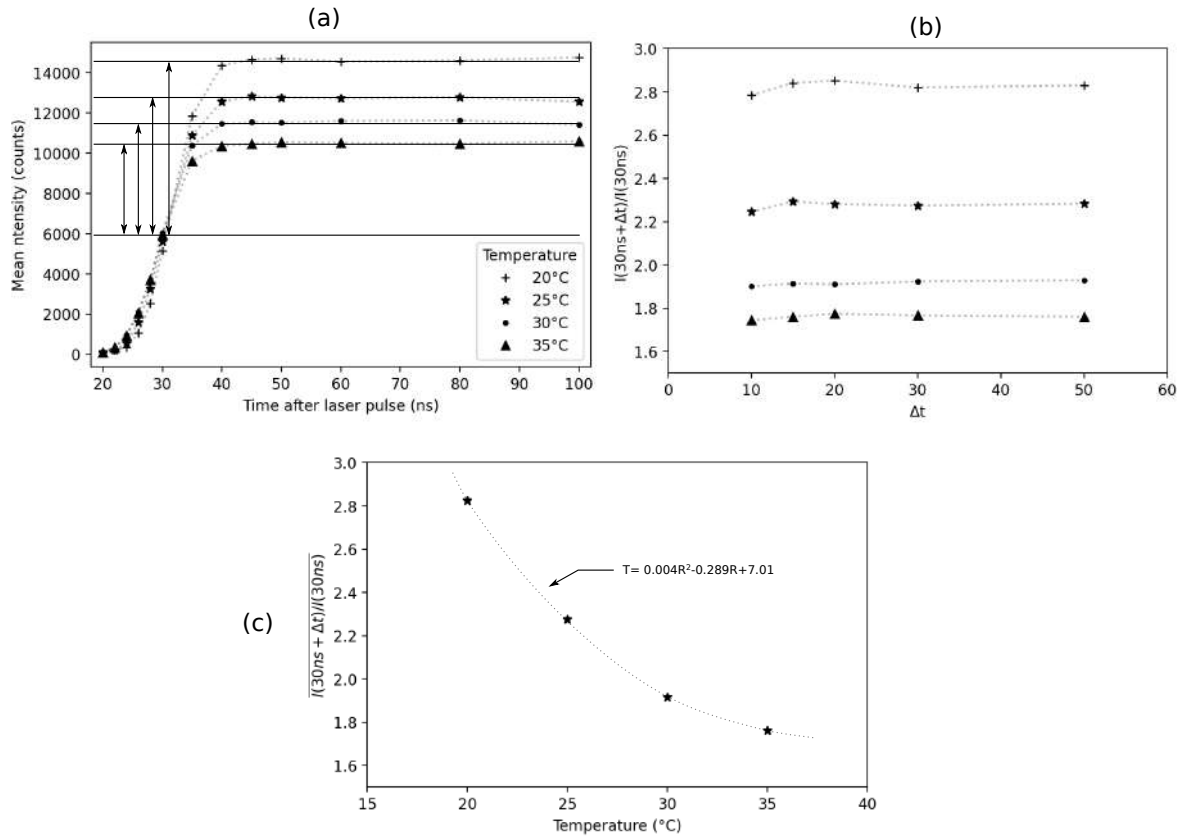 (a)
14000
12000
10000
8000
6000
4000
2000
0
Mean ntensity (counts)
20 30 40 50 60 70 80 90 100
Time after laser pulse (ns)
Temperature
20°C
25°C
30°C
35°C
(b)
3.0
2.8
2.6
2.4
2.2
2.0
1.8
1.6
I(30ns+Δt)/I(30ns)
0 10 20 30 40 50 60
Δt
(c)
3.0
2.8
2.6
2.4
2.2
2.0
1.8
1.6
I(30ns + Δt)/I(30ns)
T= 0.004R²-0.289R+7.01
15 20 25 30 35 40
Temperature (°C)